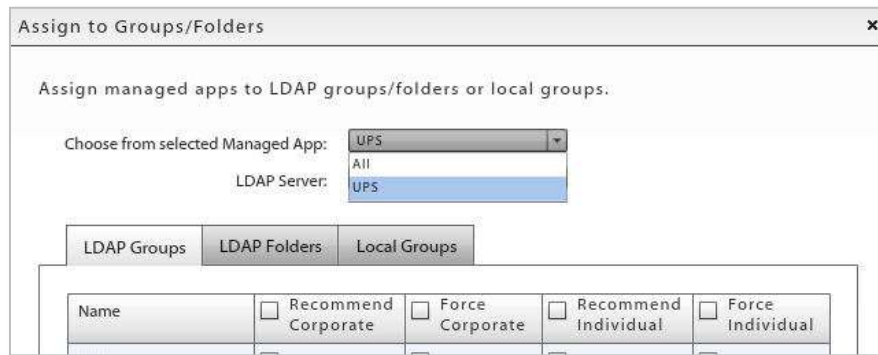 Assign to Groups/Folders
Assign managed apps to LDAP groups/folders or local groups.
Choose from selected Managed App: UPS
All
LDAP Server: UPS
LDAP Groups LDAP Folders Local Groups
Name Recommend Corporate Force Corporate Recommend Individual Force Individual